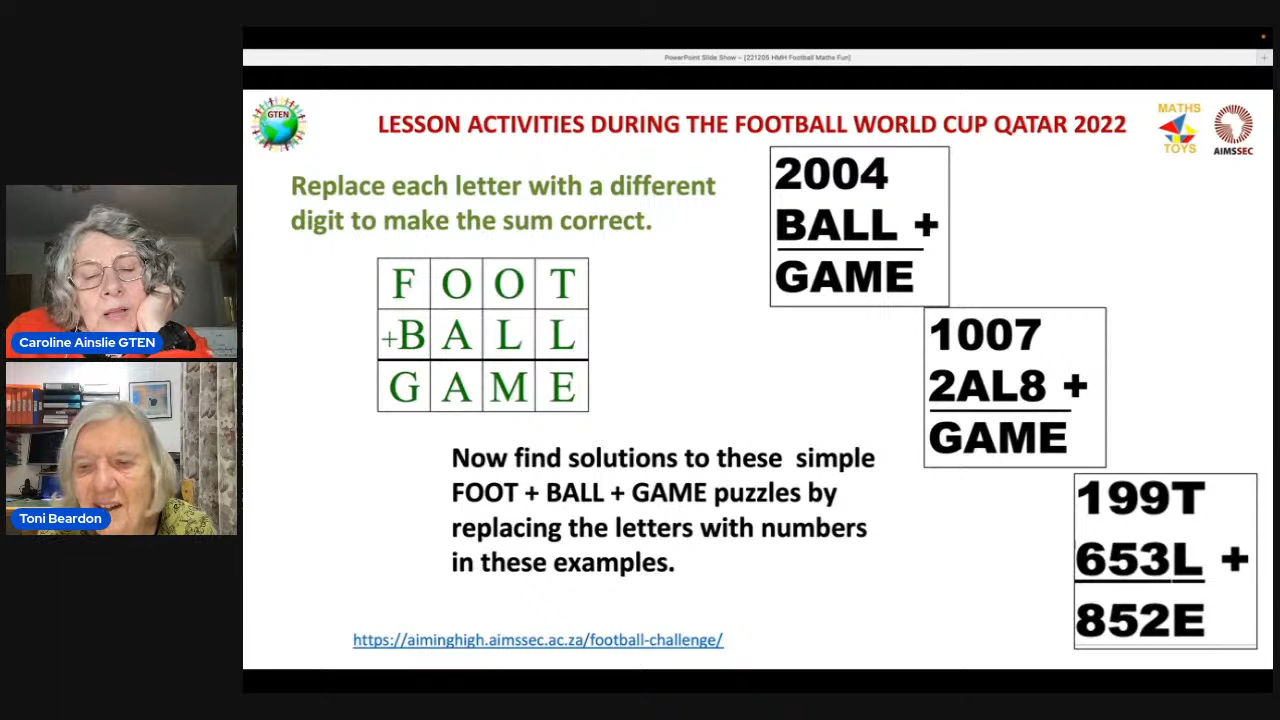 PowerPoint Slide Show – [221205 HMH Football Maths Fun]
GTEN
LESSON ACTIVITIES DURING THE FOOTBALL WORLD CUP QATAR 2022
MATHS
TOYS
AIMSSEC
Replace each letter with a different
digit to make the sum correct.
F O O T
+B A L L
G A M E
2004
BALL +
GAME
1007
2AL8 +
GAME
199T
653L +
852E
Now find solutions to these simple
FOOT + BALL + GAME puzzles by
replacing the letters with numbers
in these examples.
https://aiminghigh.aimssec.ac.za/football-challenge/
Caroline Ainslie GTEN
Toni Beardon